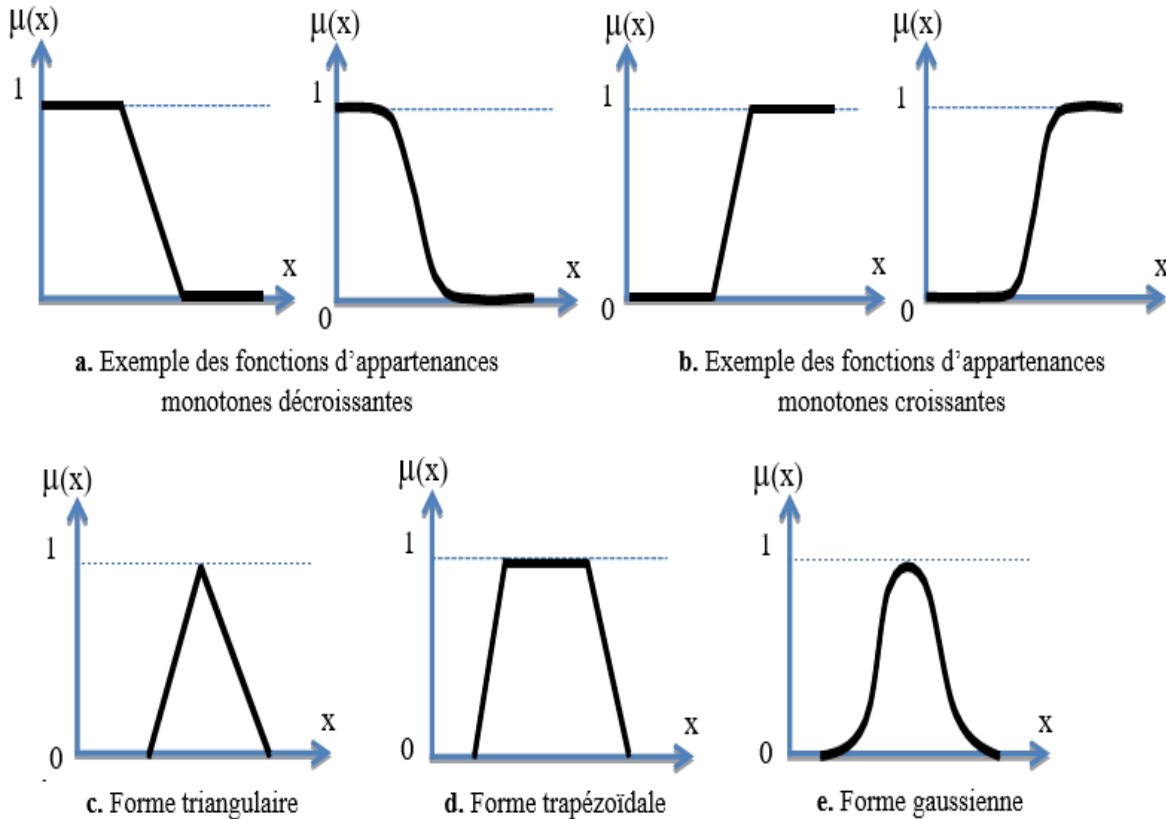 μ(x)
μ(x)
μ(x)
μ(x)
1
1
1
1
x
x
x
x
0
0
0
a. Exemple des fonctions d’appartenances
monotones décroissantes
b. Exemple des fonctions d’appartenances
monotones croissantes
μ(x)
μ(x)
μ(x)
1
1
1
x
x
x
0
0
0
c. Forme triangulaire
d. Forme trapézoïdale
e. Forme gaussienne